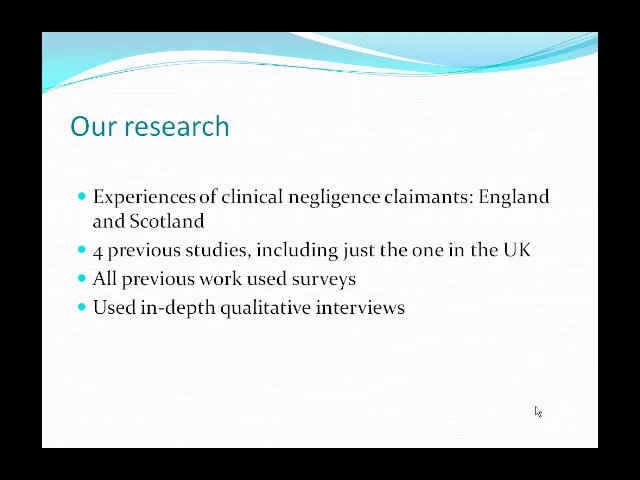 Our research
Experiences of clinical negligence claimants: England
and Scotland
4 previous studies, including just the one in the UK
All previous work used surveys
Used in-depth qualitative interviews